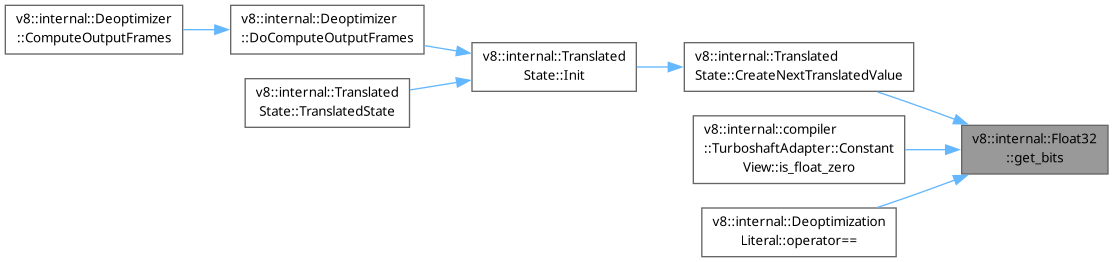 v8::internal::Deoptimizer
::ComputeOutputFrames
v8::internal::Deoptimizer
::DoComputeOutputFrames
v8::internal::Translated
State::TranslatedState
v8::internal::Translated
State::Init
v8::internal::Translated
State::CreateNextTranslatedValue
v8::internal::compiler
::TurboshaftAdapter::Constant
View::is_float_zero
v8::internal::Deoptimization
Literal::operator==
v8::internal::Float32
::get_bits